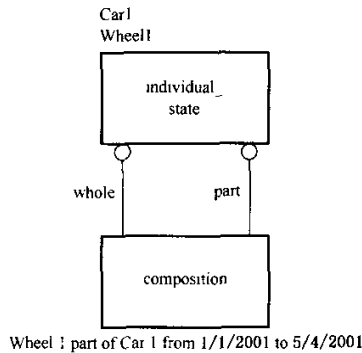 Car1
Wheel1
individual_
state
whole
part
composition
Wheel 1 part of Car 1 from 1/1/2001 to 5/4/2001